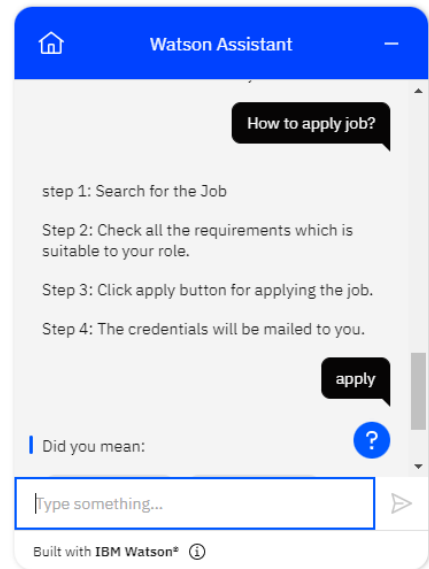 Watson Assistant
How to apply job?
step 1: Search for the Job
Step 2: Check all the requirements which is
suitable to your role.
Step 3: Click apply button for applying the job.
Step 4: The credentials will be mailed to you.
apply
Did you mean:
?
Type something...
Built with IBM Watson®